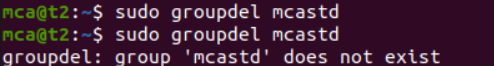 mca@t2:~$ sudo groupdel mcastd
mca@t2:~$ sudo groupdel mcastd
groupdel: group 'mcastd' does not exist